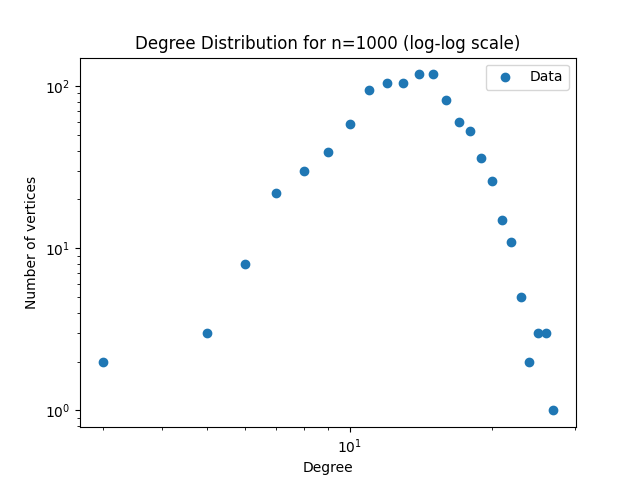 Degree Distribution for n=1000 (log-log scale)
Data
Number of vertices
10²
10¹
10⁰
10¹
Degree